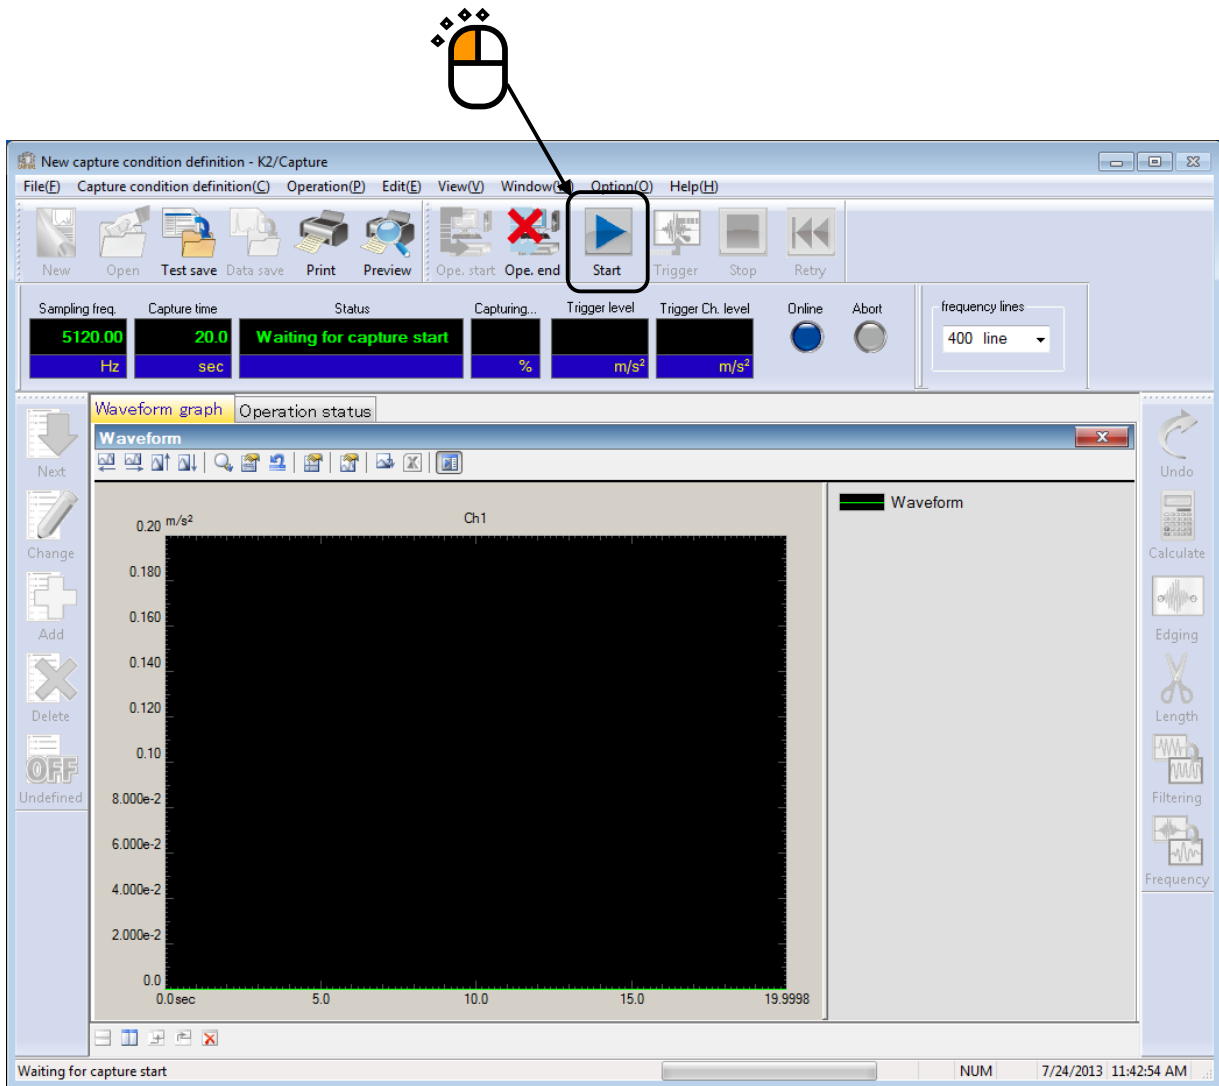 New capture condition definition - K2/Capture
File(F) Capture condition definition(C) Operation(P) Edit(E) View(V) Window( Option(O) Help(H)
New Open Test save Data save Print Preview Ope. start Ope. end Start Trigger Stop Retry
Sampling freq. Capture time Status Capturing... Trigger level Trigger Ch. level Online Abort frequency lines
5120.00 20.0 Waiting for capture start
400 line
Hz sec % m/s² m/s²
Waveform graph Operation status
Waveform
Next
Change
Add
Delete
OFF
Undefined
0.20 m/s² Ch1
0.180
0.160
0.140
0.120
0.10
8.000e-2
6.000e-2
4.000e-2
2.000e-2
0.0
0.0sec 5.0 10.0 15.0 19.9998
Waveform
Undo
Calculate
Edging
Length
Filtering
Frequency
Waiting for capture start NUM 7/24/2013 11:42:54 AM